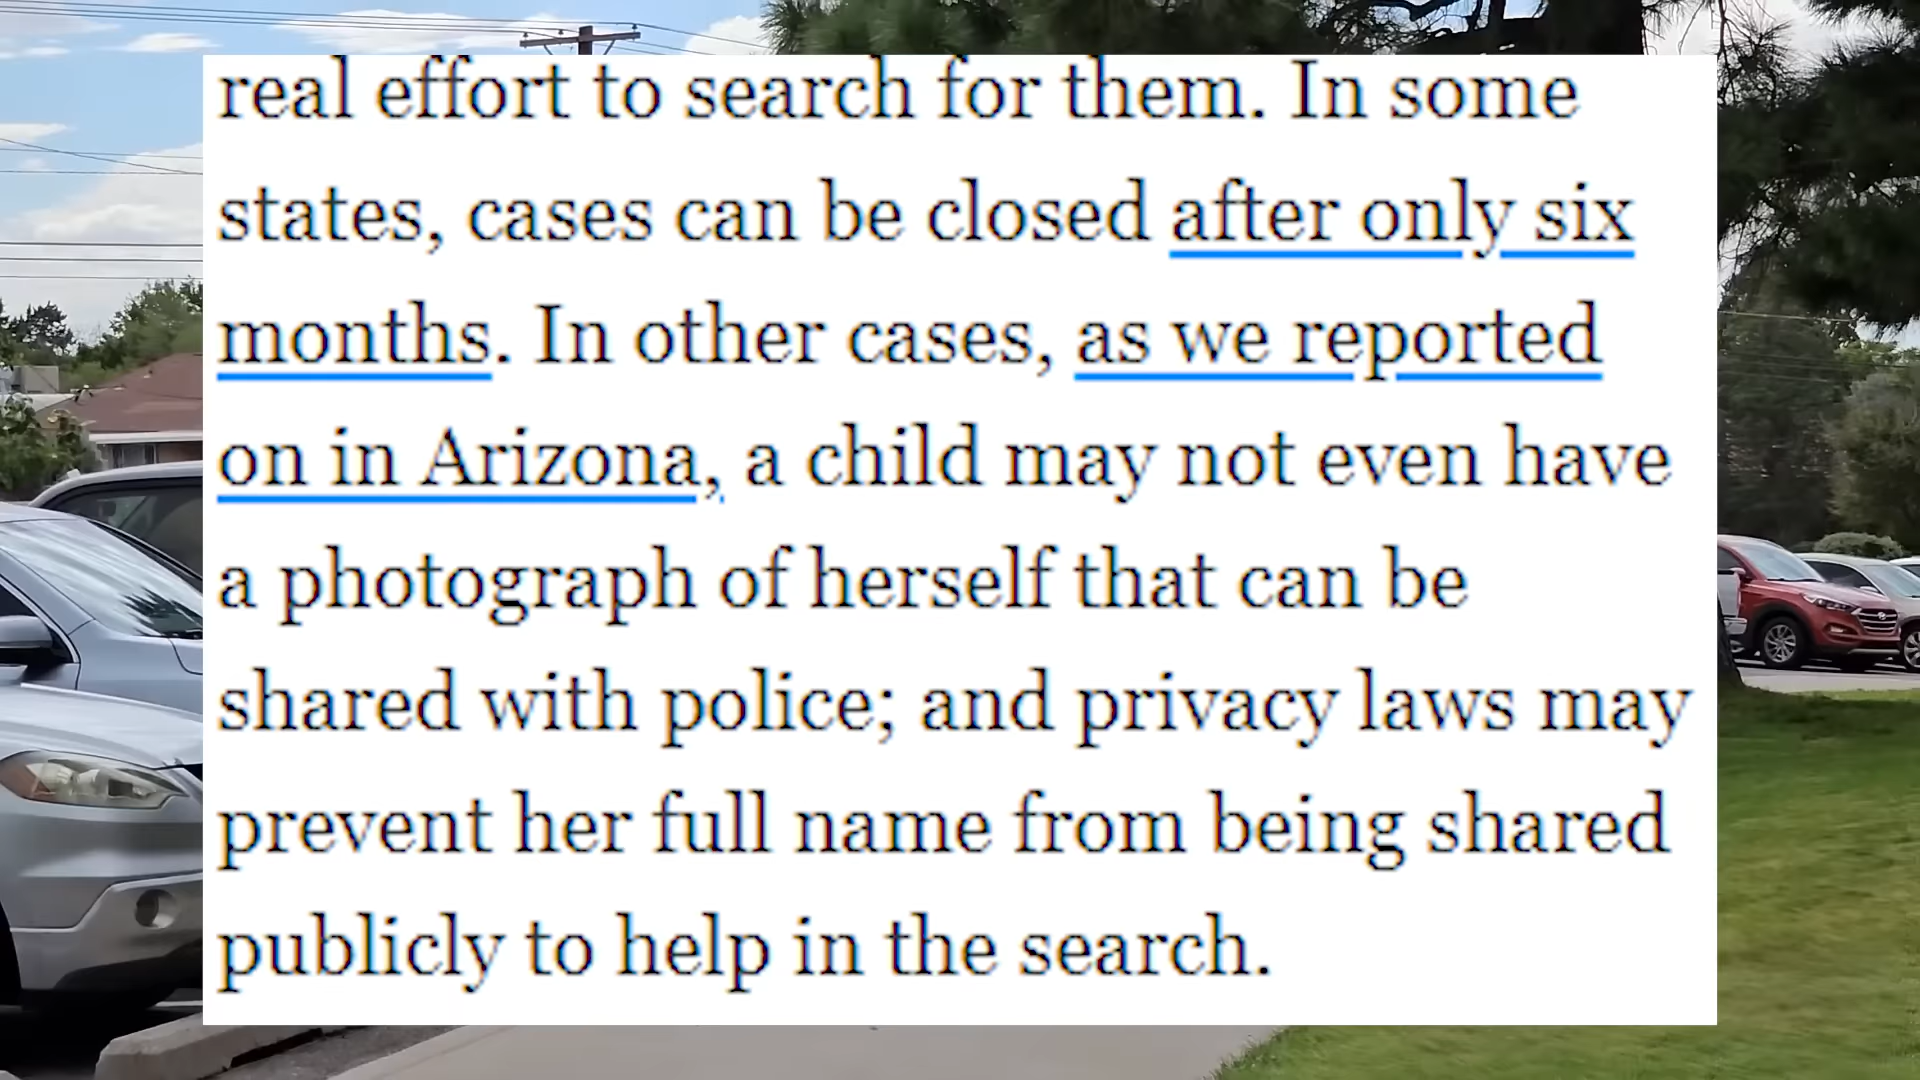 real effort to search for them. In some
states, cases can be closed after only six
months. In other cases, as we reported
on in Arizona, a child may not even have
a photograph of herself that can be
shared with police; and privacy laws may
prevent her full name from being shared
publicly to help in the search.